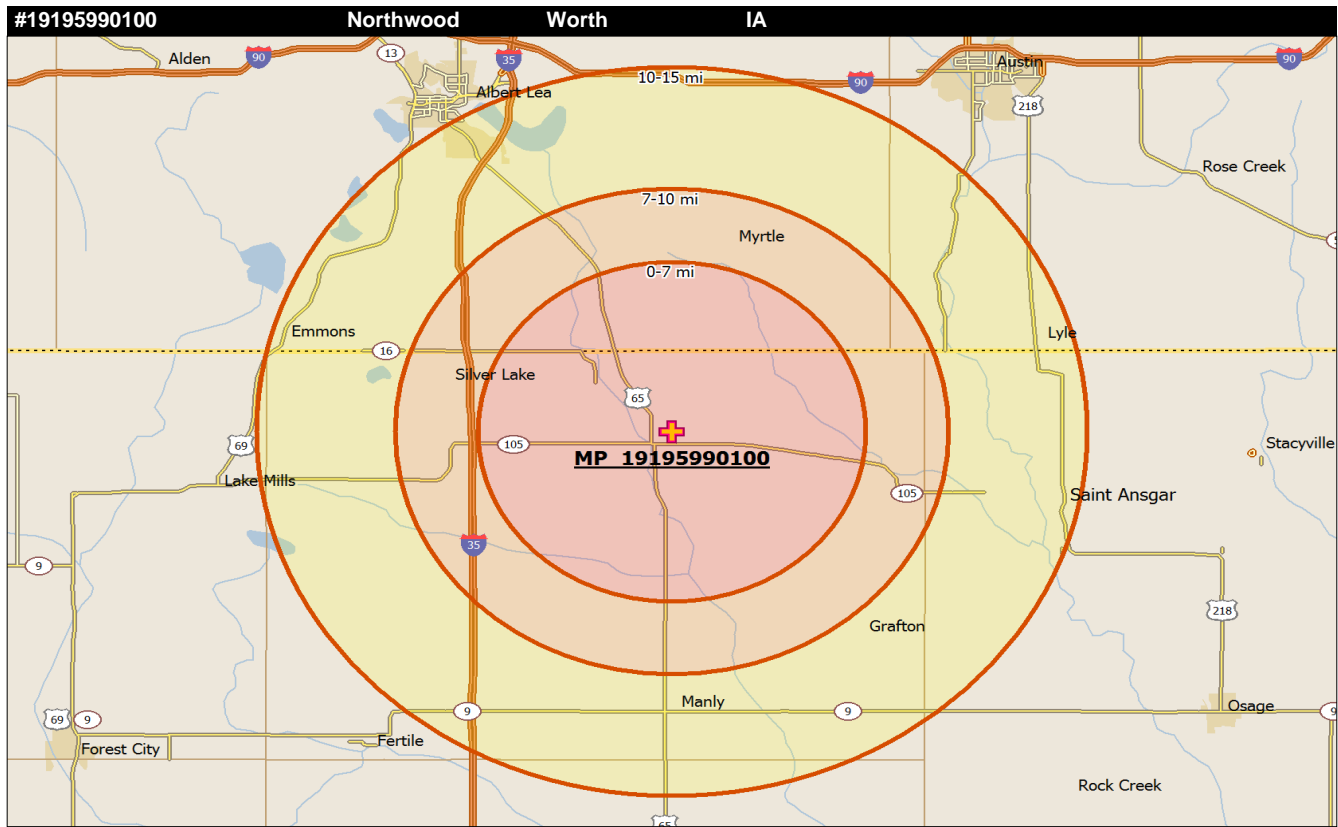 #19195990100 Northwood Worth IA
Alden
90
13
35
Austin
90
10-15 mi
90
Albert Lea
218
Rose Creek
7-10 mi
Myrtle
0-7 mi
Emmons
Lyle
16
Silver Lake
65
69
105
Stacyville
MP 19195990100
Lake Mills
105
Saint Ansgar
35
9
218
Grafton
Manly
Osage
69
9
9
9
9
Fertile
Forest City
Rock Creek
65